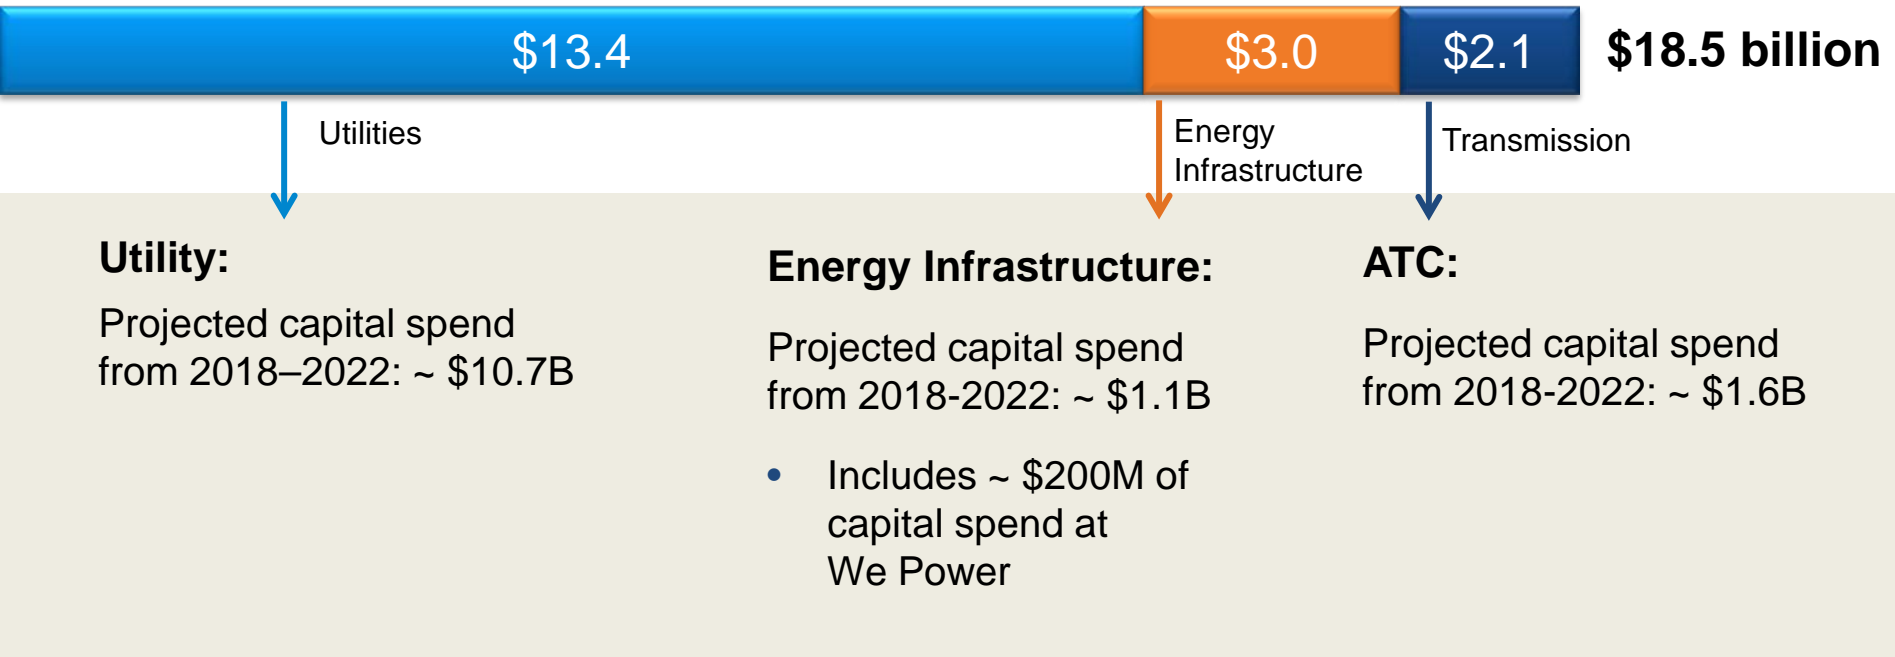 $13.4
$3.0
$2.1
$18.5 billion
Utilities
Energy
Infrastructure
Transmission
Utility:
Projected capital spend
from 2018–2022: ~ $10.7B
Energy Infrastructure:
Projected capital spend
from 2018-2022: ~ $1.1B
• Includes ~ $200M of
capital spend at
We Power
ATC:
Projected capital spend
from 2018-2022: ~ $1.6B